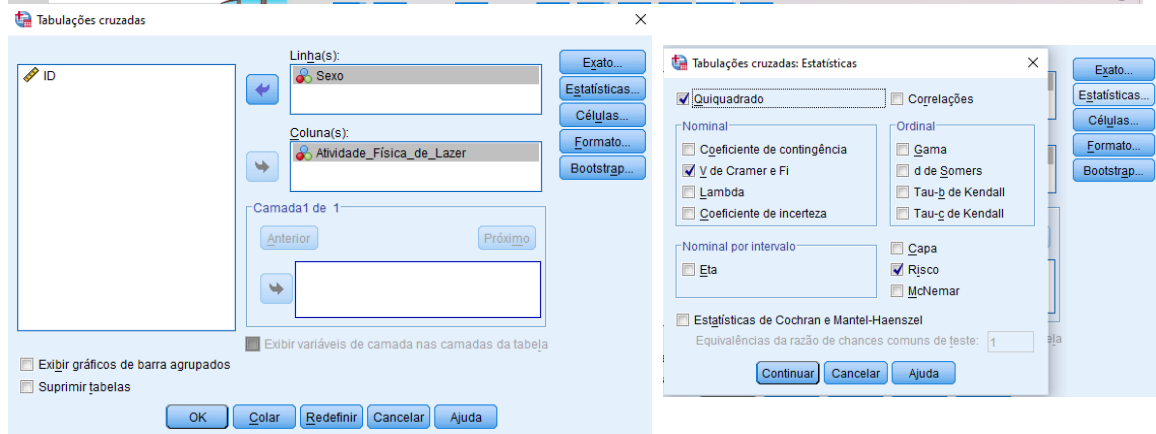 Tabulações cruzadas
ID
Linha(s):
Sexo
Coluna(s):
Atividade_Física_de_Lazer
Camada1 de 1
Anterior
Próximo
Exibir variáveis de camada nas camadas da tabela
Exibir gráficos de barra agrupados
Suprimir tabelas
Exato...
Estatísticas...
Células...
Formato...
Bootstrap...
OK
Colar
Redefinir
Cancelar
Ajuda
Tabulações cruzadas: Estatísticas
Quiquadrado
Correlações
Nominal
Coeficiente de contingência
V de Cramer e Fi
Lambda
Coeficiente de incerteza
Ordinal
Gama
d de Somers
Tau-b de Kendall
Tau-c de Kendall
Nominal por intervalo
Eta
Capa
Risco
McNemar
Estatísticas de Cochran e Mantel-Haenszel
Equivalências da razão de chances comuns de teste: 1
Continuar
Cancelar
Ajuda
Exato...
Estatísticas...
Células...
Formato...
Bootstrap...